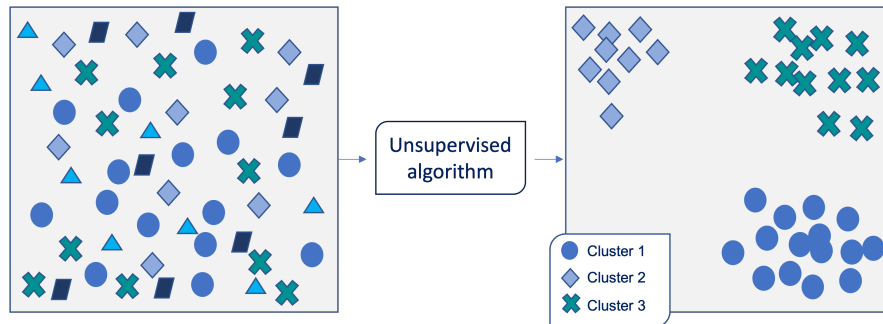 Unsupervised
algorithm
Cluster 1
Cluster 2
Cluster 3